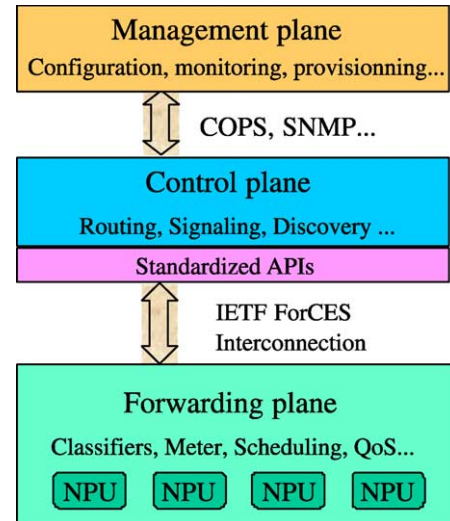 Management plane
Configuration, monitoring, provisionning...
COPS, SNMP...
Control plane
Routing, Signaling, Discovery ...
Standardized APIs
IETF ForCES
Interconnection
Forwarding plane
Classifiers, Meter, Scheduling, QoS...
NPU NPU NPU NPU